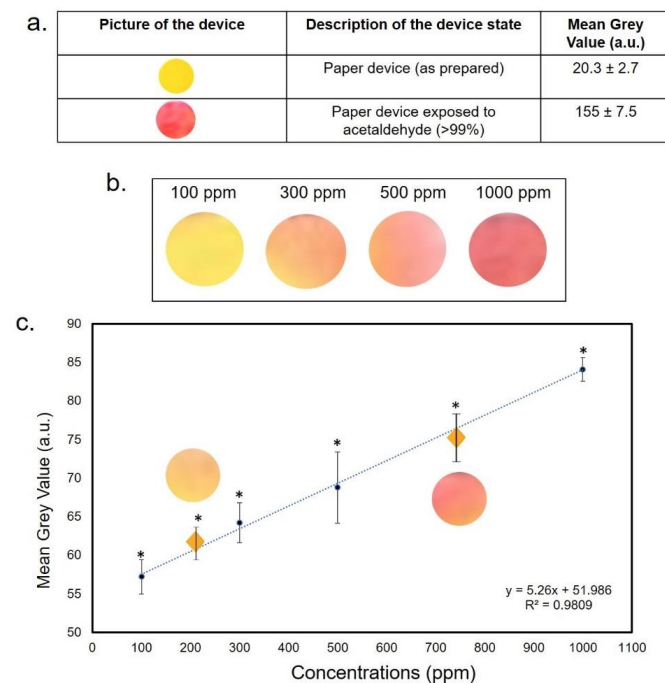 a.
Picture of the device
Description of the device state
Mean Grey
Value (a.u.)
Paper device (as prepared)
20.3 ± 2.7
Paper device exposed to
acetaldehyde (>99%)
155 ± 7.5
b.
100 ppm
300 ppm
500 ppm
1000 ppm
c.
Mean Grey Value (a.u.)
90
85
80
75
70
65
60
55
50
*
*
*
*
*
*
y = 5.26x + 51.986
R² = 0.9809
0 100 200 300 400 500 600 700 800 900 1000 1100
Concentrations (ppm)